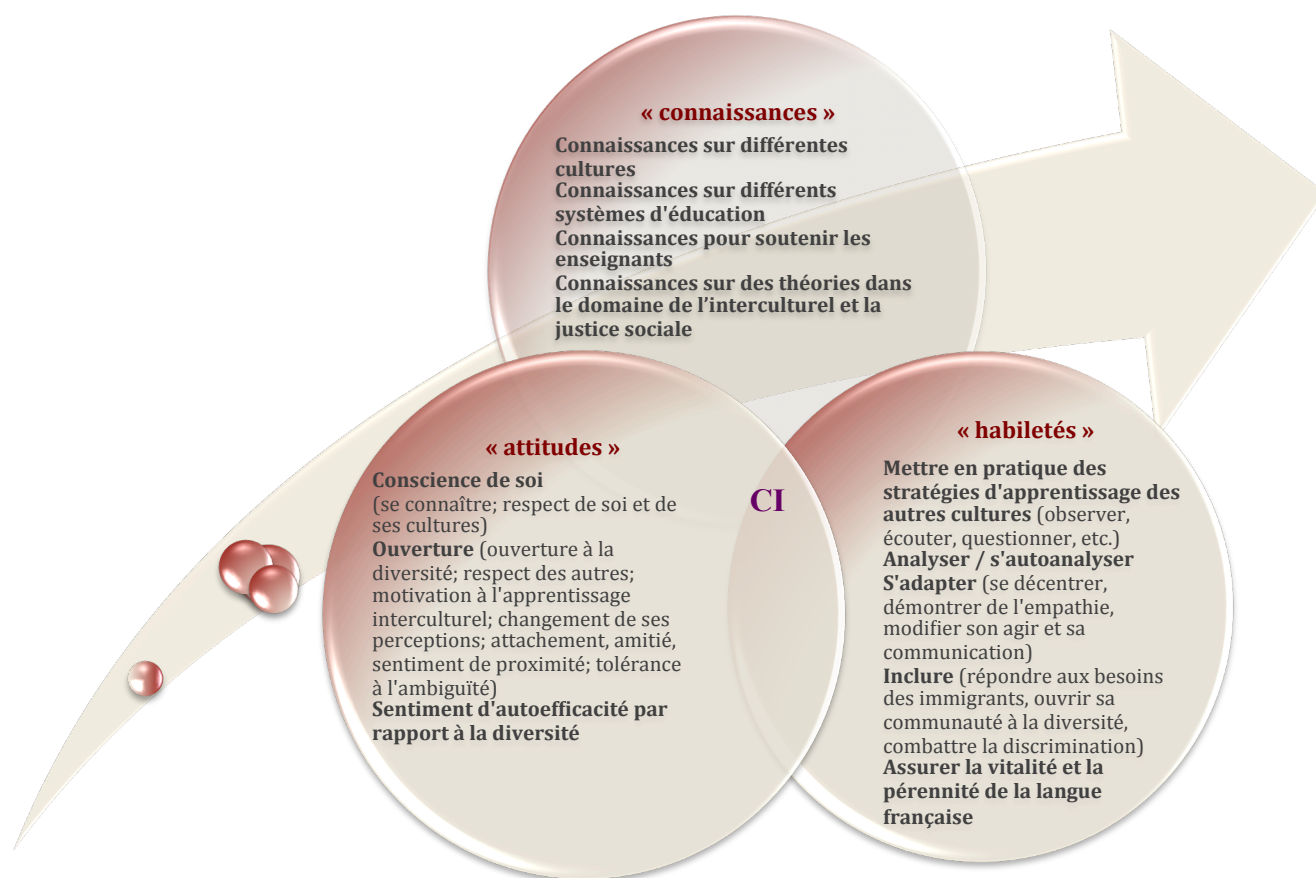 « connaissances »
Connaissances sur différentes
cultures
Connaissances sur différents
systèmes d'éducation
Connaissances pour soutenir les
enseignants
Connaissances sur des théories dans
le domaine de l’interculturel et la
justice sociale
« attitudes »
Conscience de soi
(se connaître; respect de soi et de
ses cultures)
Ouverture (ouverture à la
diversité; respect des autres;
motivation à l'apprentissage
interculturel; changement de ses
perceptions; attachement, amitié,
sentiment de proximité; tolérance
à l'ambiguïté)
Sentiment d'autoefficacité par
rapport à la diversité
CI
« habiletés »
Mettre en pratique des
stratégies d'apprentissage des
autres cultures (observer,
écouter, questionner, etc.)
Analyser / s'autoanalyser
S'adapter (se décentrer,
démontrer de l'empathie,
modifier son agir et sa
communication)
Inclure (répondre aux besoins
des immigrants, ouvrir sa
communauté à la diversité,
combattre la discrimination)
Assurer la vitalité et la
pérennité de la langue
française